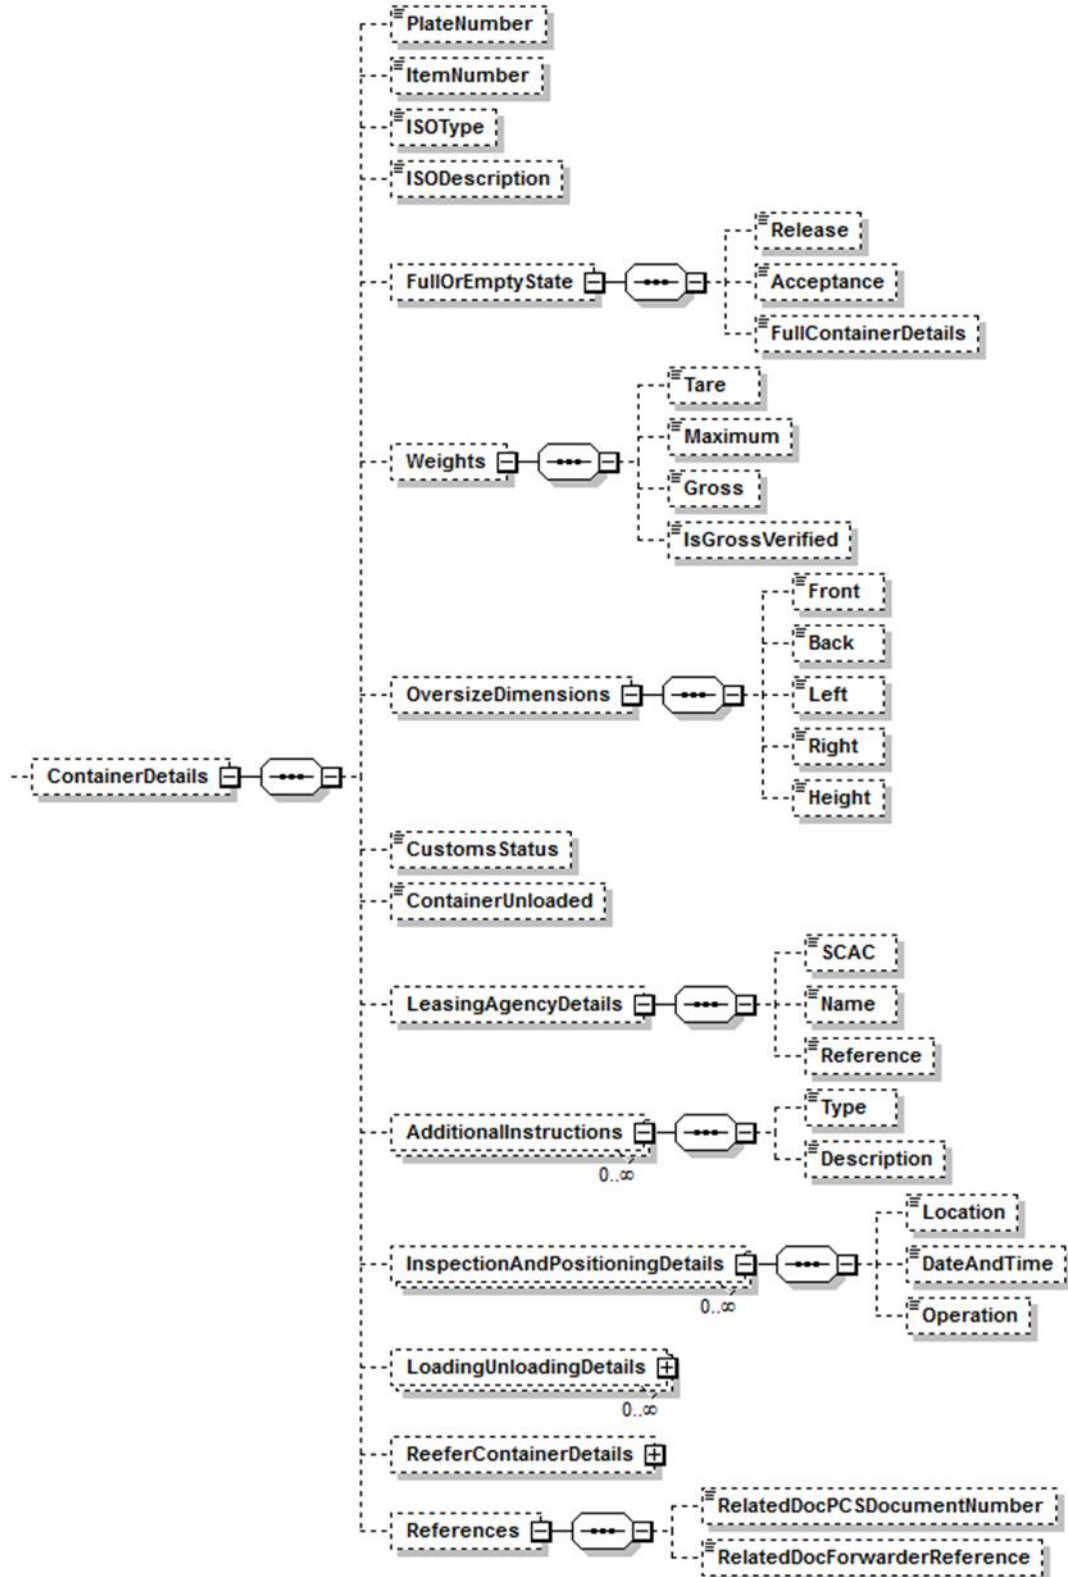 PlateNumber
ItemNumber
ISOType
ISODescription
Release
FullOrEmptyState
Acceptance
FullContainerDetails
Tare
Maximum
Weights
Gross
IsGrossVerified
Front
Back
OversizeDimensions
Left
Right
ContainerDetails
Height
CustomsStatus
ContainerUnloaded
SCAC
LeasingAgencyDetails
Name
Reference
Type
AdditionalInstructions
Description
0..∞
Location
InspectionAndPositioningDetails
DateAndTime
0..∞
Operation
LoadingUnloadingDetails
0..∞
ReeferContainerDetails
RelatedDocPCSDocumentNumber
References
RelatedDocForwarderReference